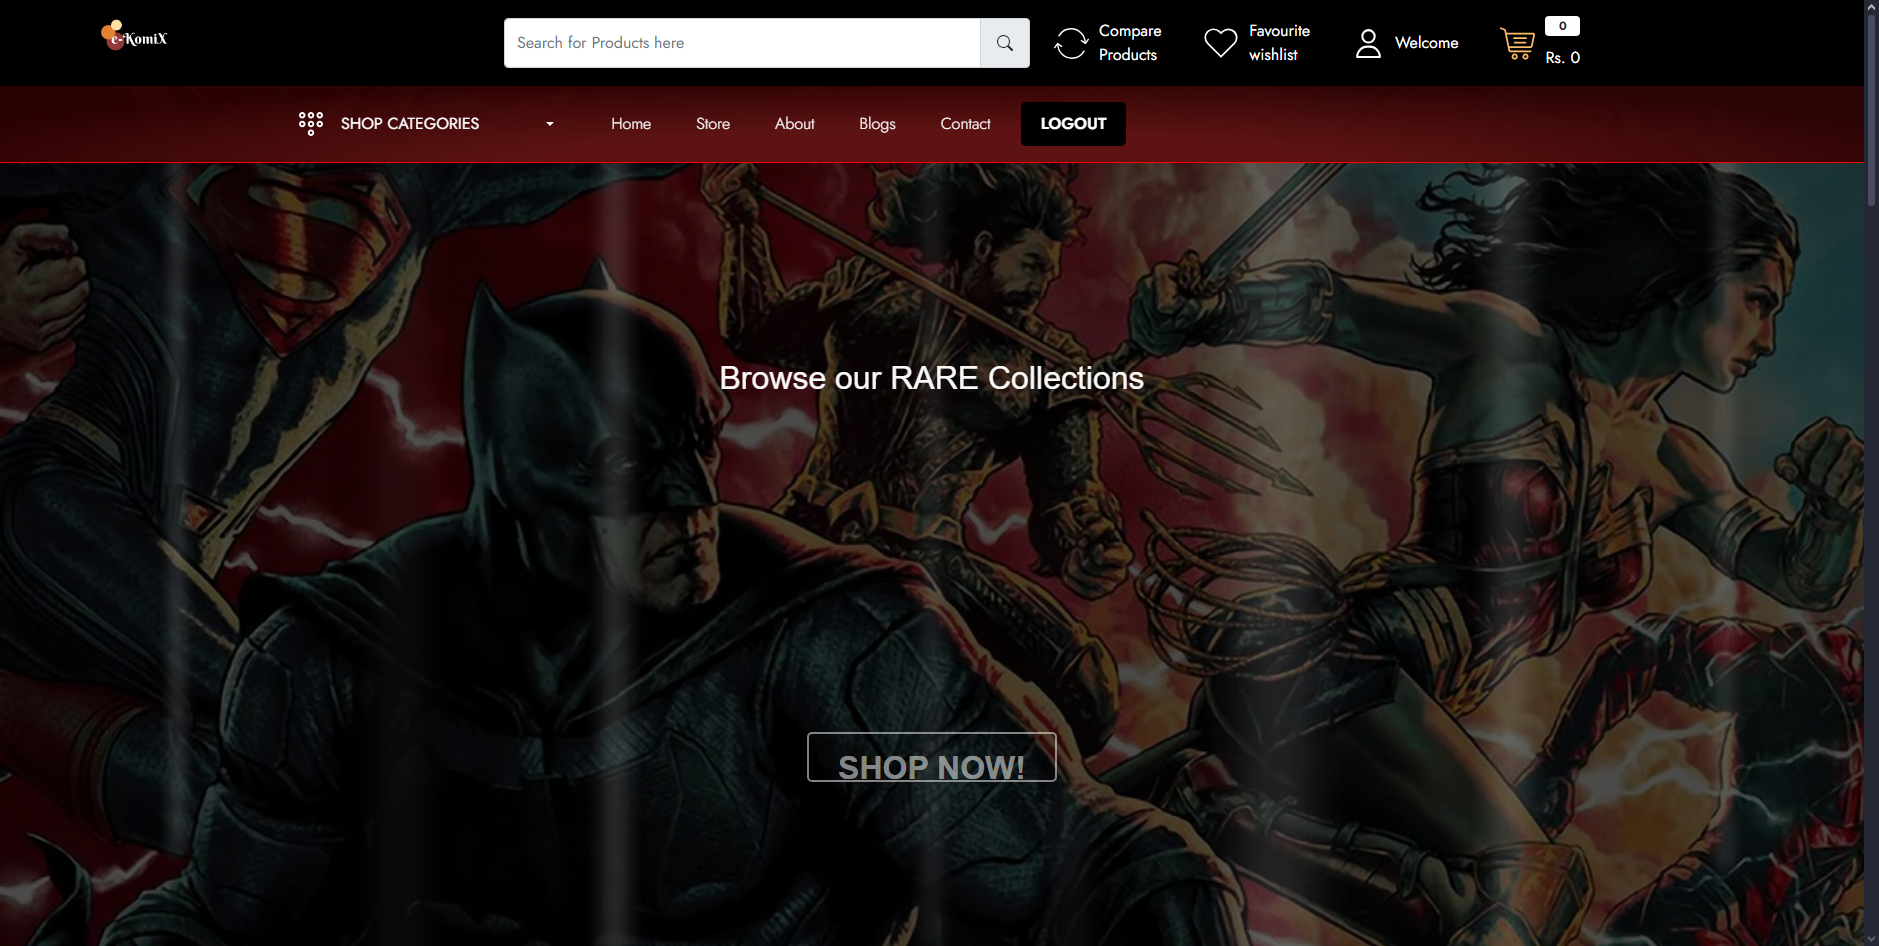 e-KomiX
Search for Products here
Compare
Products
Favourite
wishlist
Welcome
0
Rs. 0
SHOP CATEGORIES
Home
Store
About
Blogs
Contact
LOGOUT
Browse our RARE Collections
SHOP NOW!